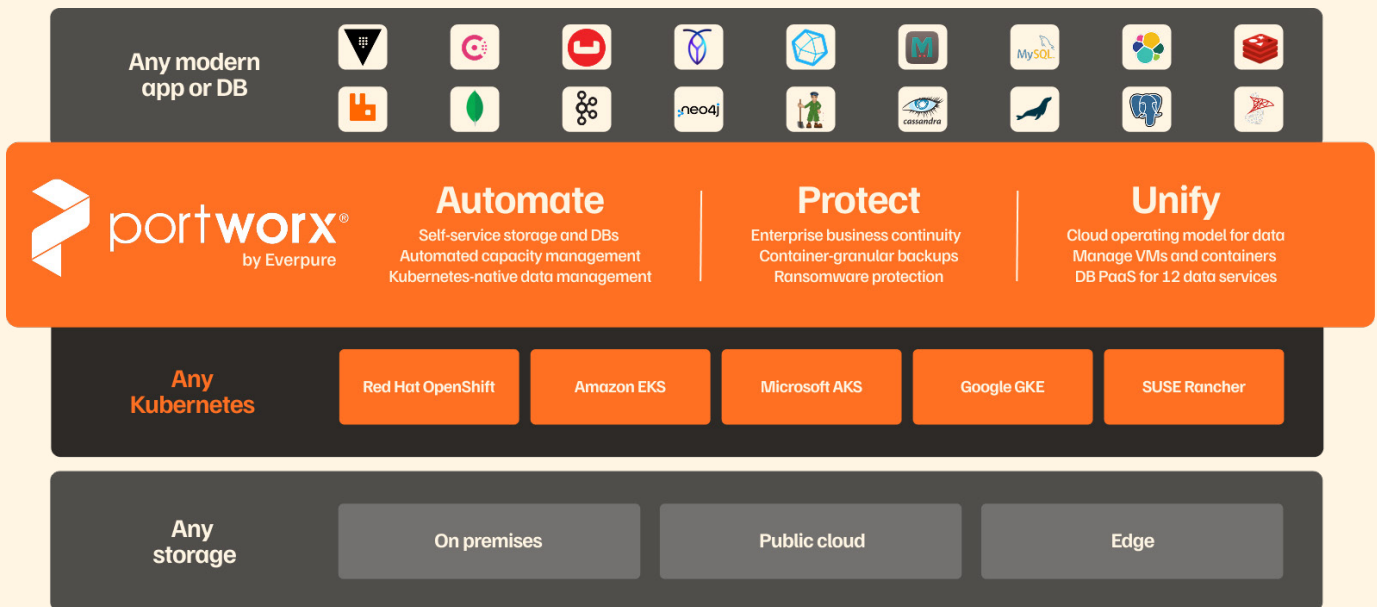 Any modern
app or DB
MySQL
neo4j
cassandra
portworx®
by Everpure
Automate
Self-service storage and DBs
Automated capacity management
Kubernetes-native data management
Protect
Enterprise business continuity
Container-granular backups
Ransomware protection
Unify
Cloud operating model for data
Manage VMs and containers
DB PaaS for 12 data services
Any
Kubernetes
Red Hat OpenShift
Amazon EKS
Microsoft AKS
Google GKE
SUSE Rancher
Any
storage
On premises
Public cloud
Edge